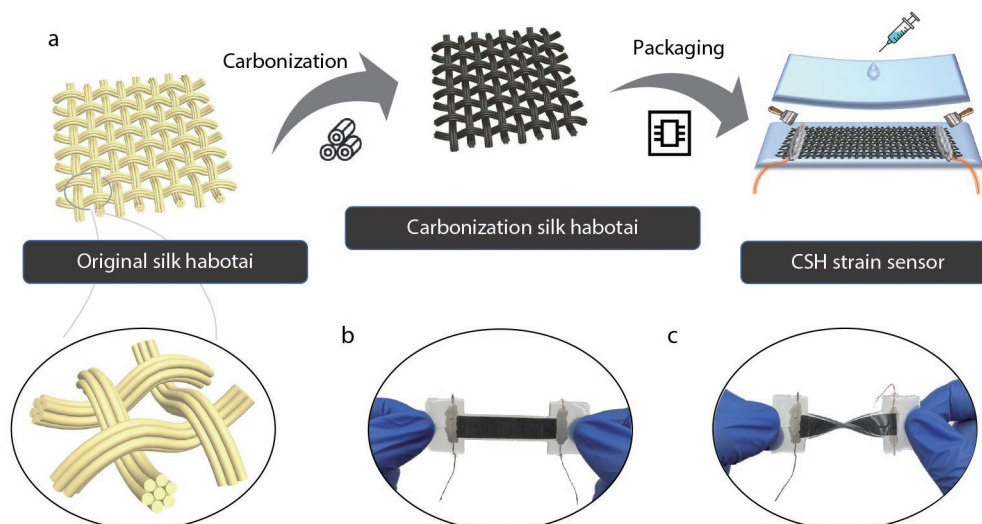 a
Carbonization
Packaging
Original silk habotai
Carbonization silk habotai
CSH strain sensor
b
c